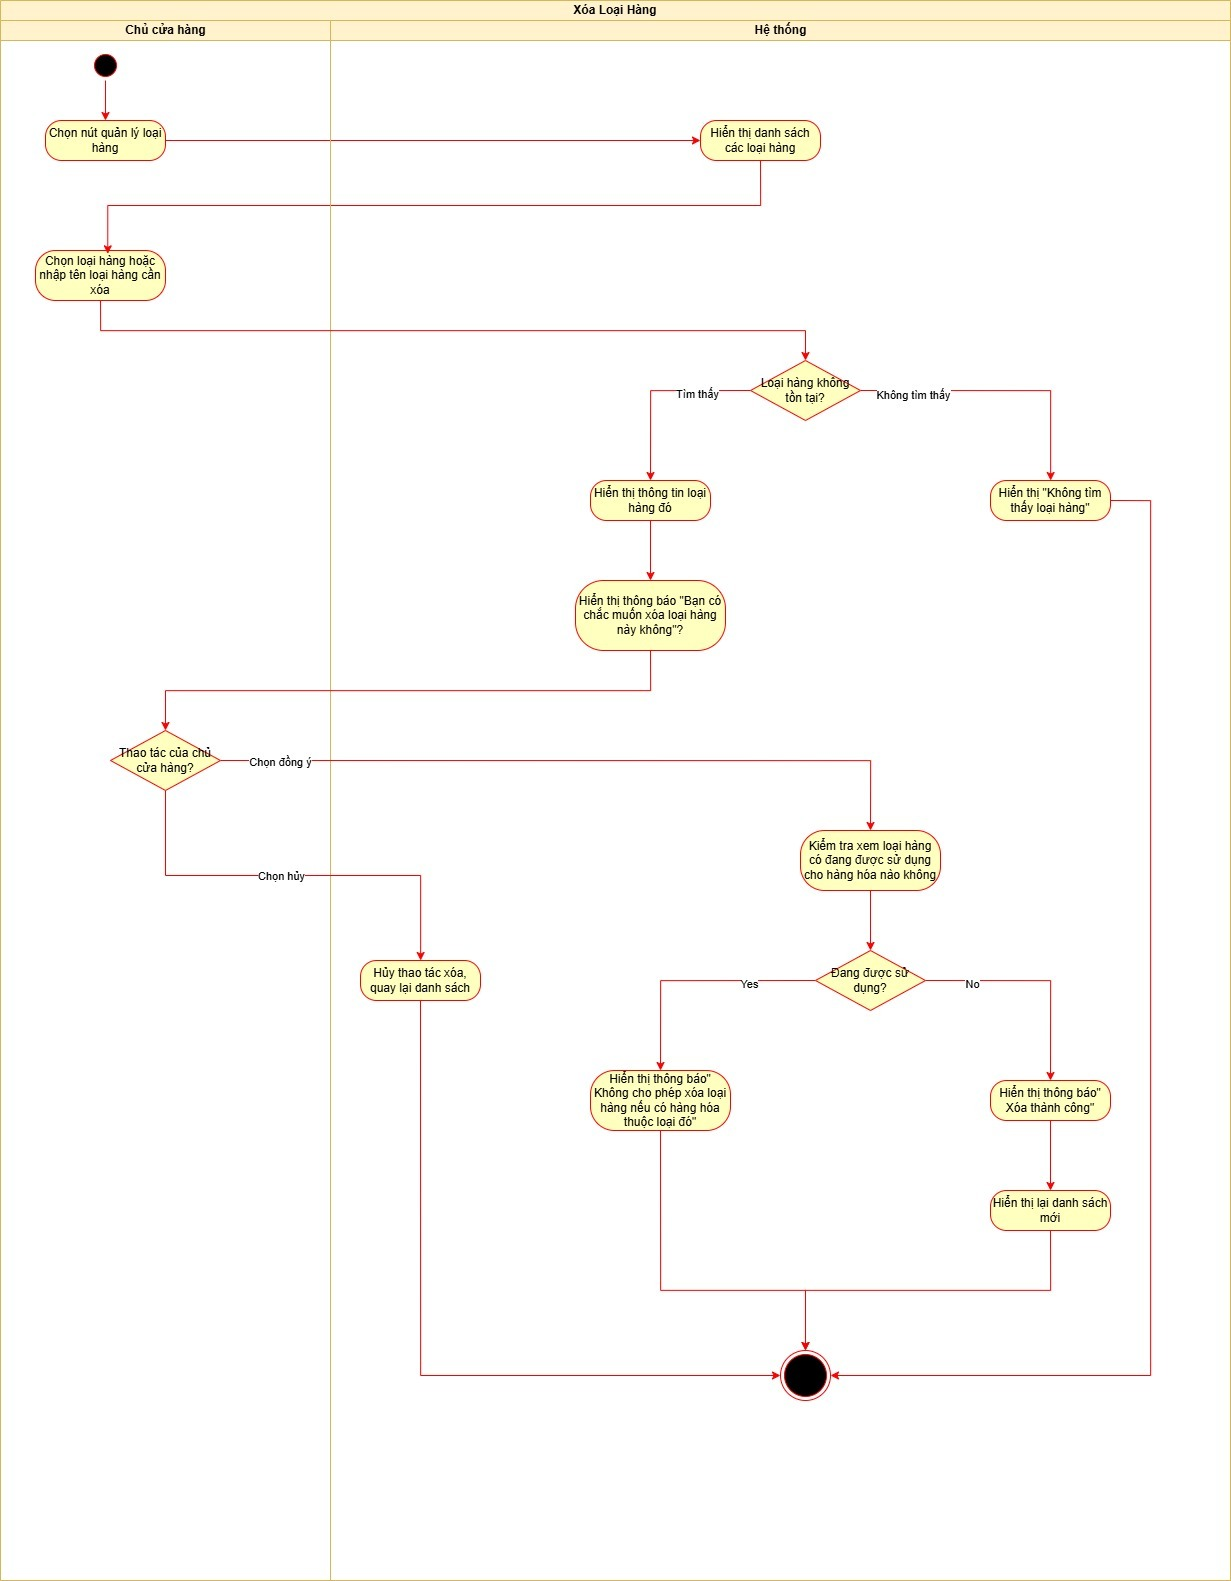 Xóa Loại Hàng
Chủ cửa hàng
Hệ thống
Chọn nút quản lý loại
hàng
Hiển thị danh sách
các loại hàng
Chọn loại hàng hoặc
nhập tên loại hàng cần
xóa
Loại hàng không
tồn tại?
Tìm thấy
Không tìm thấy
Hiển thị thông tin loại
hàng đó
Hiển thị "Không tìm
thấy loại hàng"
Hiển thị thông báo "Bạn có
chắc muốn xóa loại hàng
này không"?
Thao tác của chủ
cửa hàng?
Chọn đồng ý
Kiểm tra xem loại hàng
có đang được sử dụng
cho hàng hóa nào không
Chọn hủy
Hủy thao tác xóa,
quay lại danh sách
Đang được sử
dụng?
Yes
No
Hiển thị thông báo"
Không cho phép xóa loại
hàng nếu có hàng hóa
thuộc loại đó"
Hiển thị thông báo"
Xóa thành công"
Hiển thị lại danh sách
mới